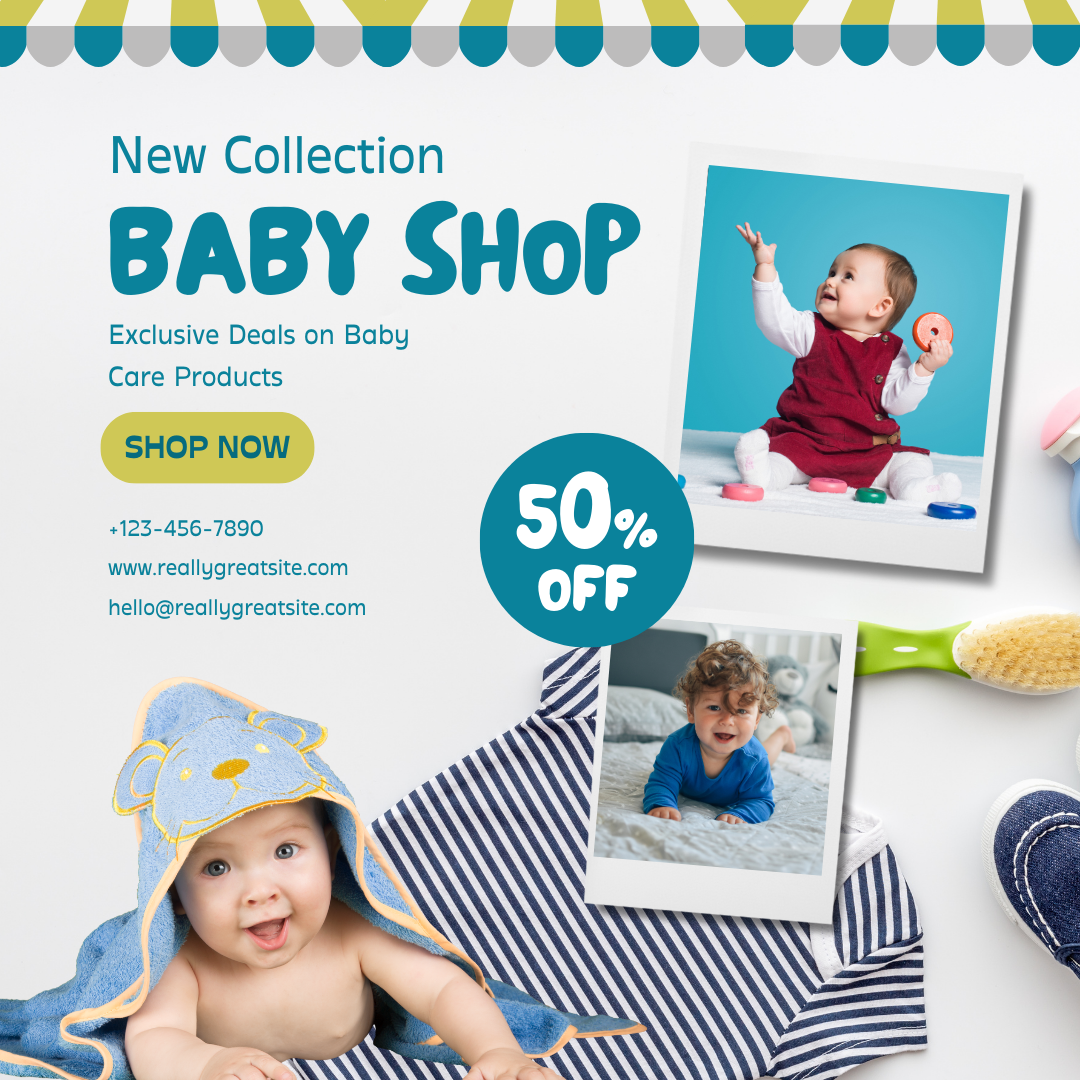 New Collection
BABY SHOP
Exclusive Deals on Baby
Care Products
SHOP NOW
+123-456-7890
www.reallygreatsite.com
hello@reallygreatsite.com
50%
OFF